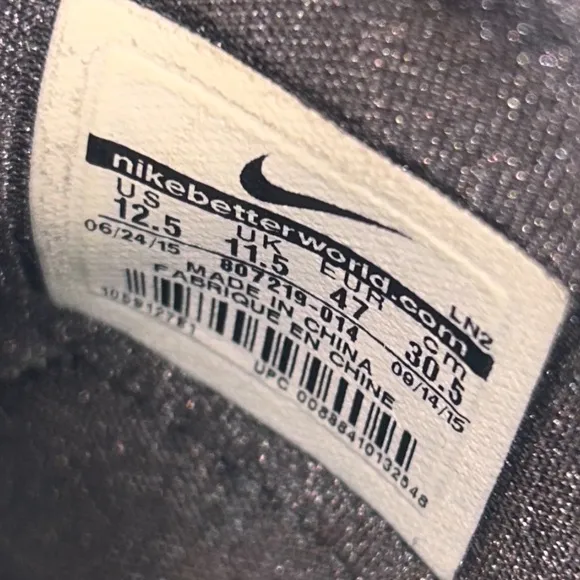 nikebetterworld.com
LN2
US UK EUR cm
12.5 11.5 47 30.5
06/24/15 807219-014 09/14/15
MADE IN CHINA
FABRIQUE EN CHINE
UPC 00888410132548